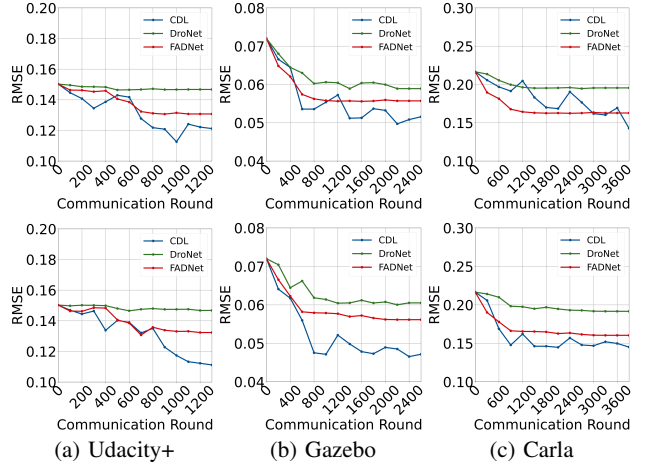 0.20
0.18
0.16
0.14
0.12
0.10
RMSE
CDL
DroNet
FADNet
0 200 400 600 800 1000 1200
Communication Round
0.08
0.07
0.06
0.05
0.04
RMSE
CDL
DroNet
FADNet
0 400 800 1200 1600 2000 2400
Communication Round
0.30
0.25
0.20
0.15
0.10
RMSE
CDL
DroNet
FADNet
0 600 1200 1800 2400 3000 3600
Communication Round
0.20
0.18
0.16
0.14
0.12
0.10
RMSE
CDL
DroNet
FADNet
0 200 400 600 800 1000 1200
Communication Round
0.08
0.07
0.06
0.05
0.04
RMSE
CDL
DroNet
FADNet
0 400 800 1200 1600 2000 2400
Communication Round
0.30
0.25
0.20
0.15
0.10
RMSE
CDL
DroNet
FADNet
0 600 1200 1800 2400 3000 3600
Communication Round
(a) Udacity+ (b) Gazebo (c) Carla